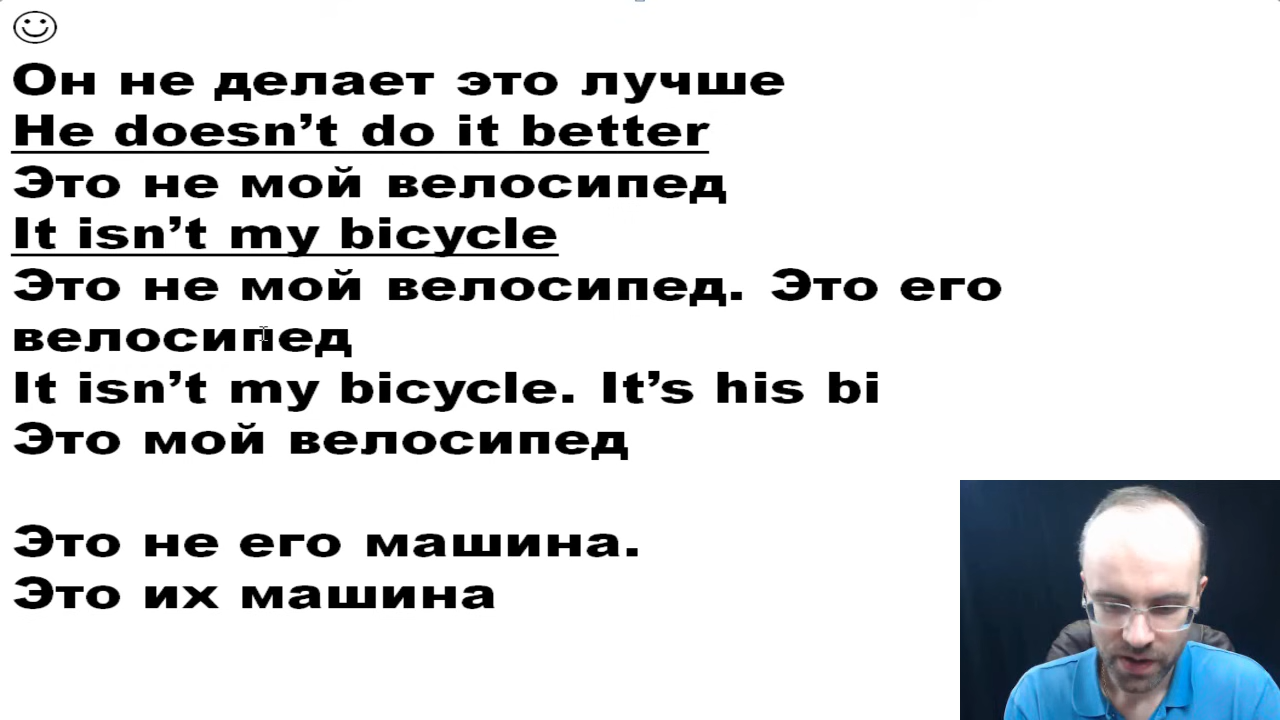 Он не делает это лучше
He doesn’t do it better
Это не мой велосипед
It isn’t my bicycle
Это не мой велосипед. Это его
велосипед
It isn’t my bicycle. It’s his bi
Это мой велосипед
Это не его машина.
Это их машина